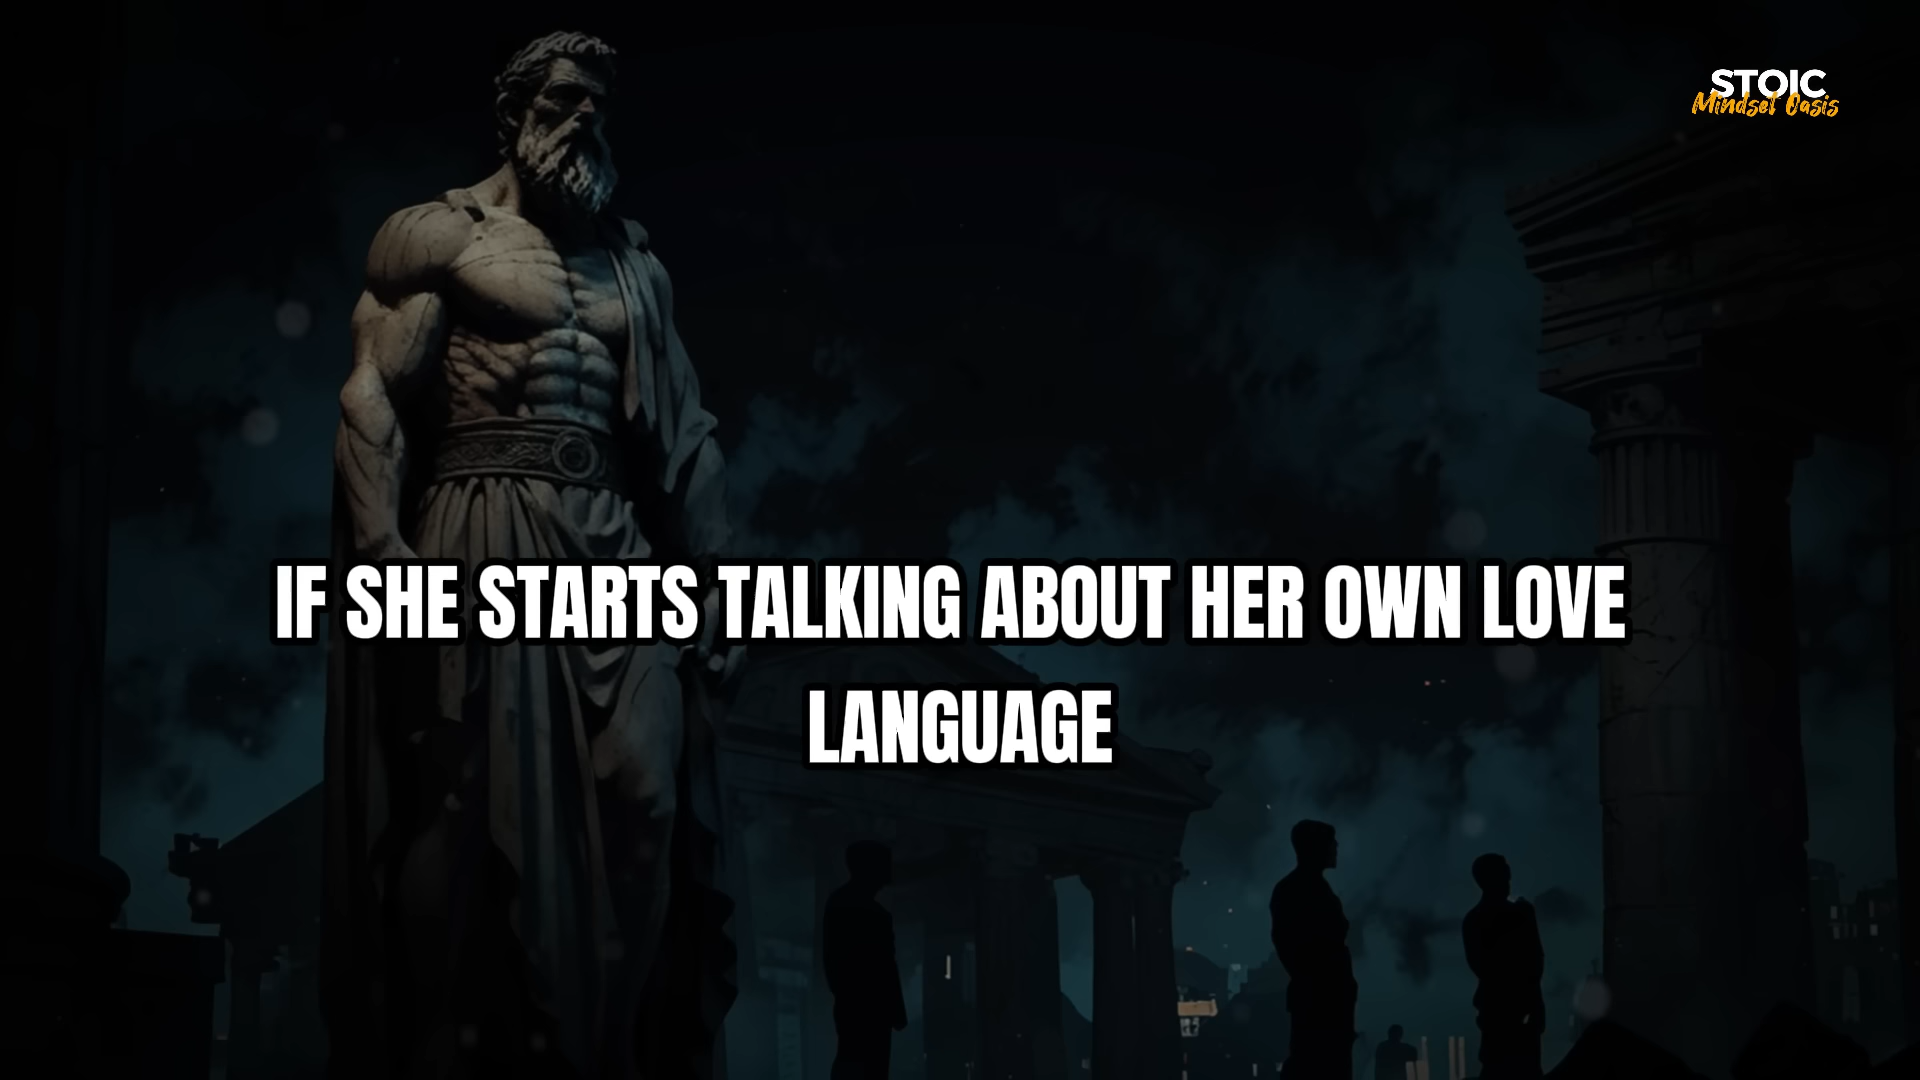 STOIC
Mindset Oasis
IF SHE STARTS TALKING ABOUT HER OWN LOVE
LANGUAGE